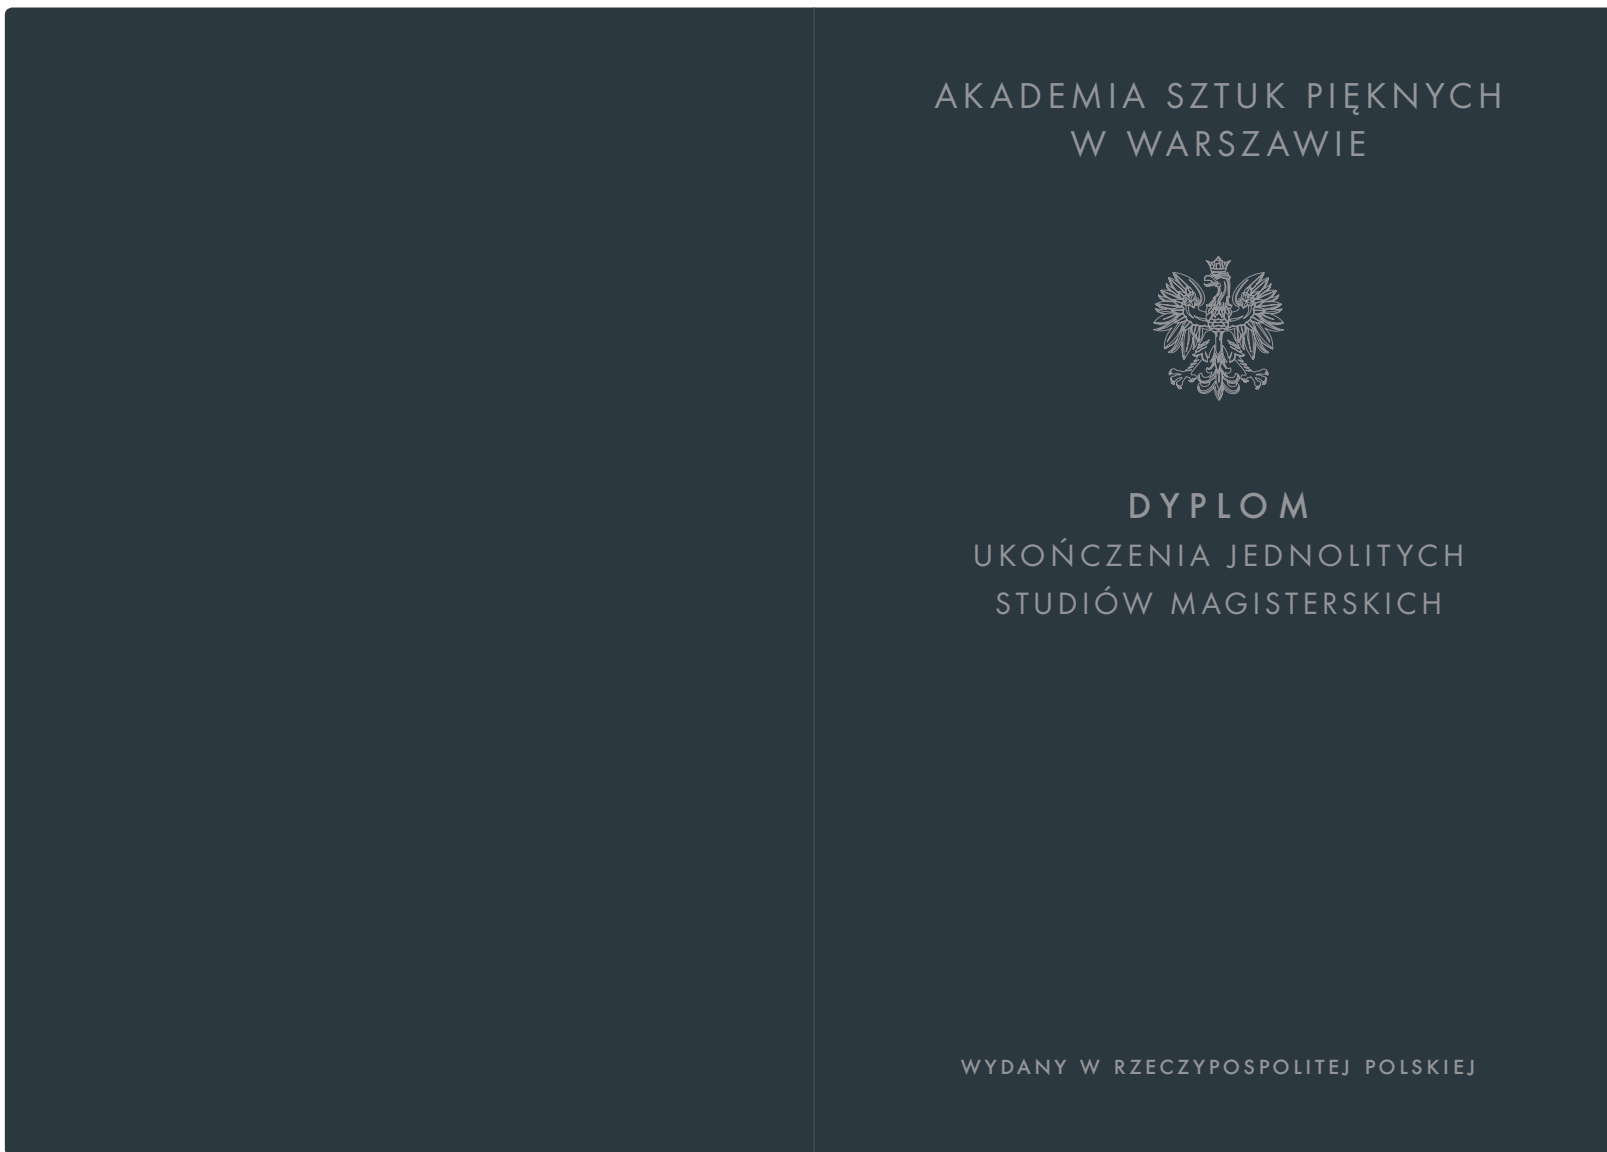 AKADEMIA SZTUK PIĘKNYCH
W WARSZAWIE
DYPLOM
UKOŃCZENIA JEDNOLITYCH
STUDIÓW MAGISTERSKICH
WYDANY W RZECZYPOSPOLITEJ POLSKIEJ